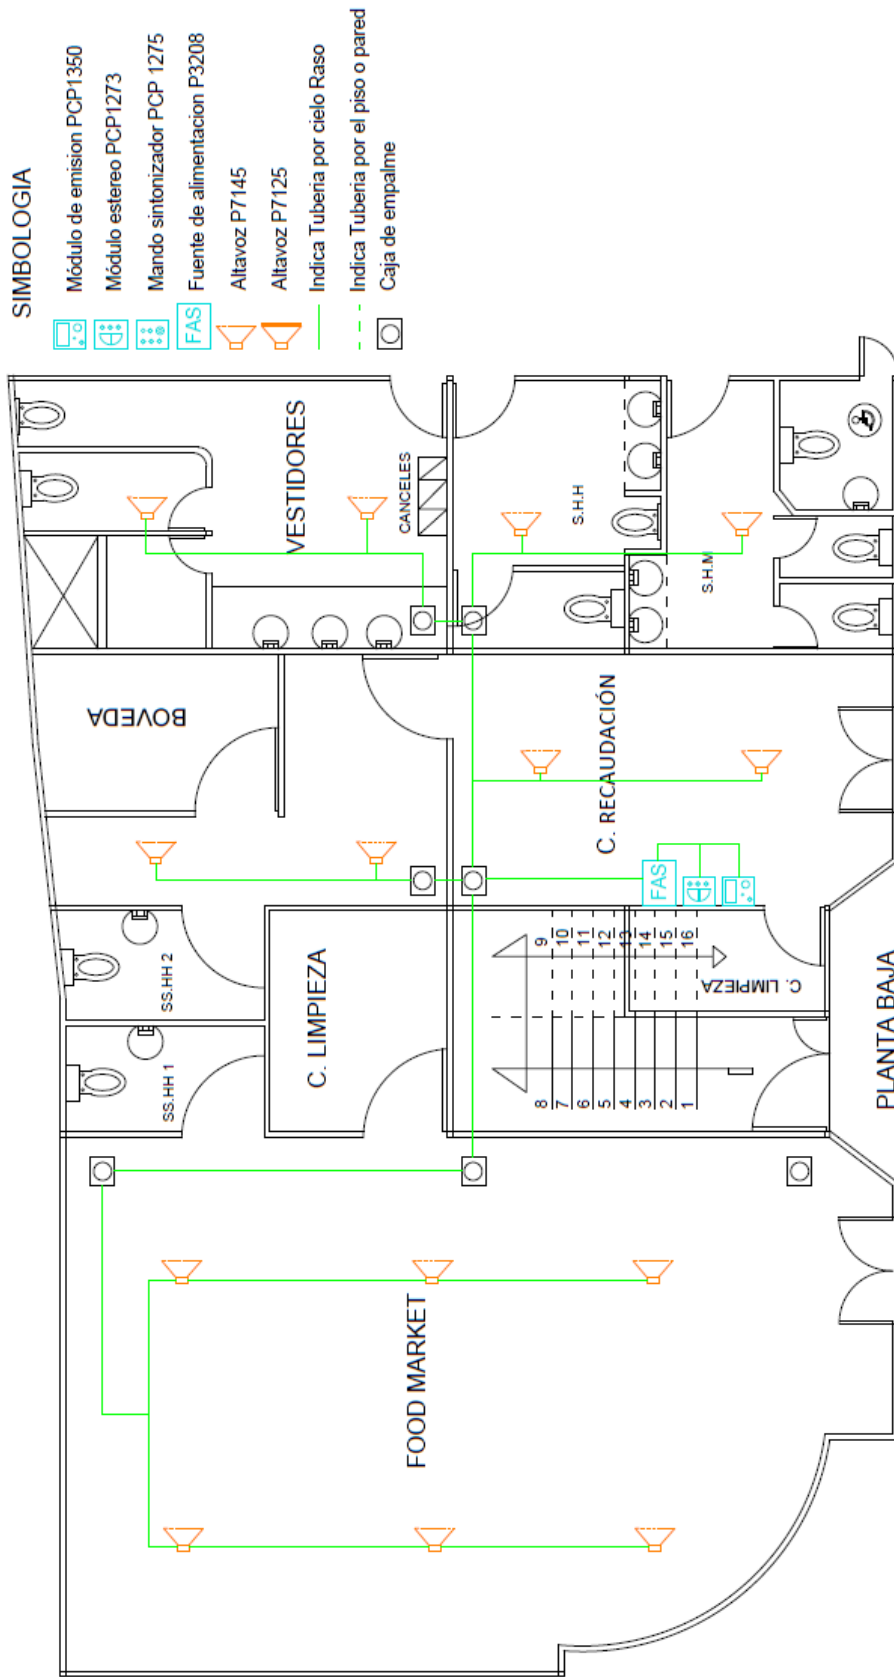 SIMBOLOGIA
Módulo de emision PCP1350
Módulo estereo PCP1273
Mando sintonizador PCP 1275
FAS Fuente de alimentacion P3208
Altavoz P7145
Altavoz P7125
Indica Tuberia por cielo Raso
Indica Tuberia por el piso o pared
Caja de empalme
VESTIDORES
CANCELES
S.H.H
S.H.M
BOVEDA
C. RECAUDACIÓN
FAS
SS.HH 2
SS.HH 1
C. LIMPIEZA
9
10
11
12
13
14
15
16
C. LIMPIEZA
8
7
6
5
4
3
2
1
FOOD MARKET
PLANTA BAJA